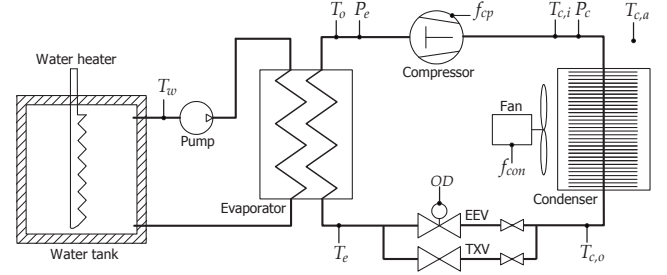 T_o P_e
f_cp
T_c,i P_c
T_c,a
Water heater
T_w
Compressor
Fan
Pump
f_con
OD
Evaporator
EEV
Condenser
TXV
Water tank
T_e
T_c,o